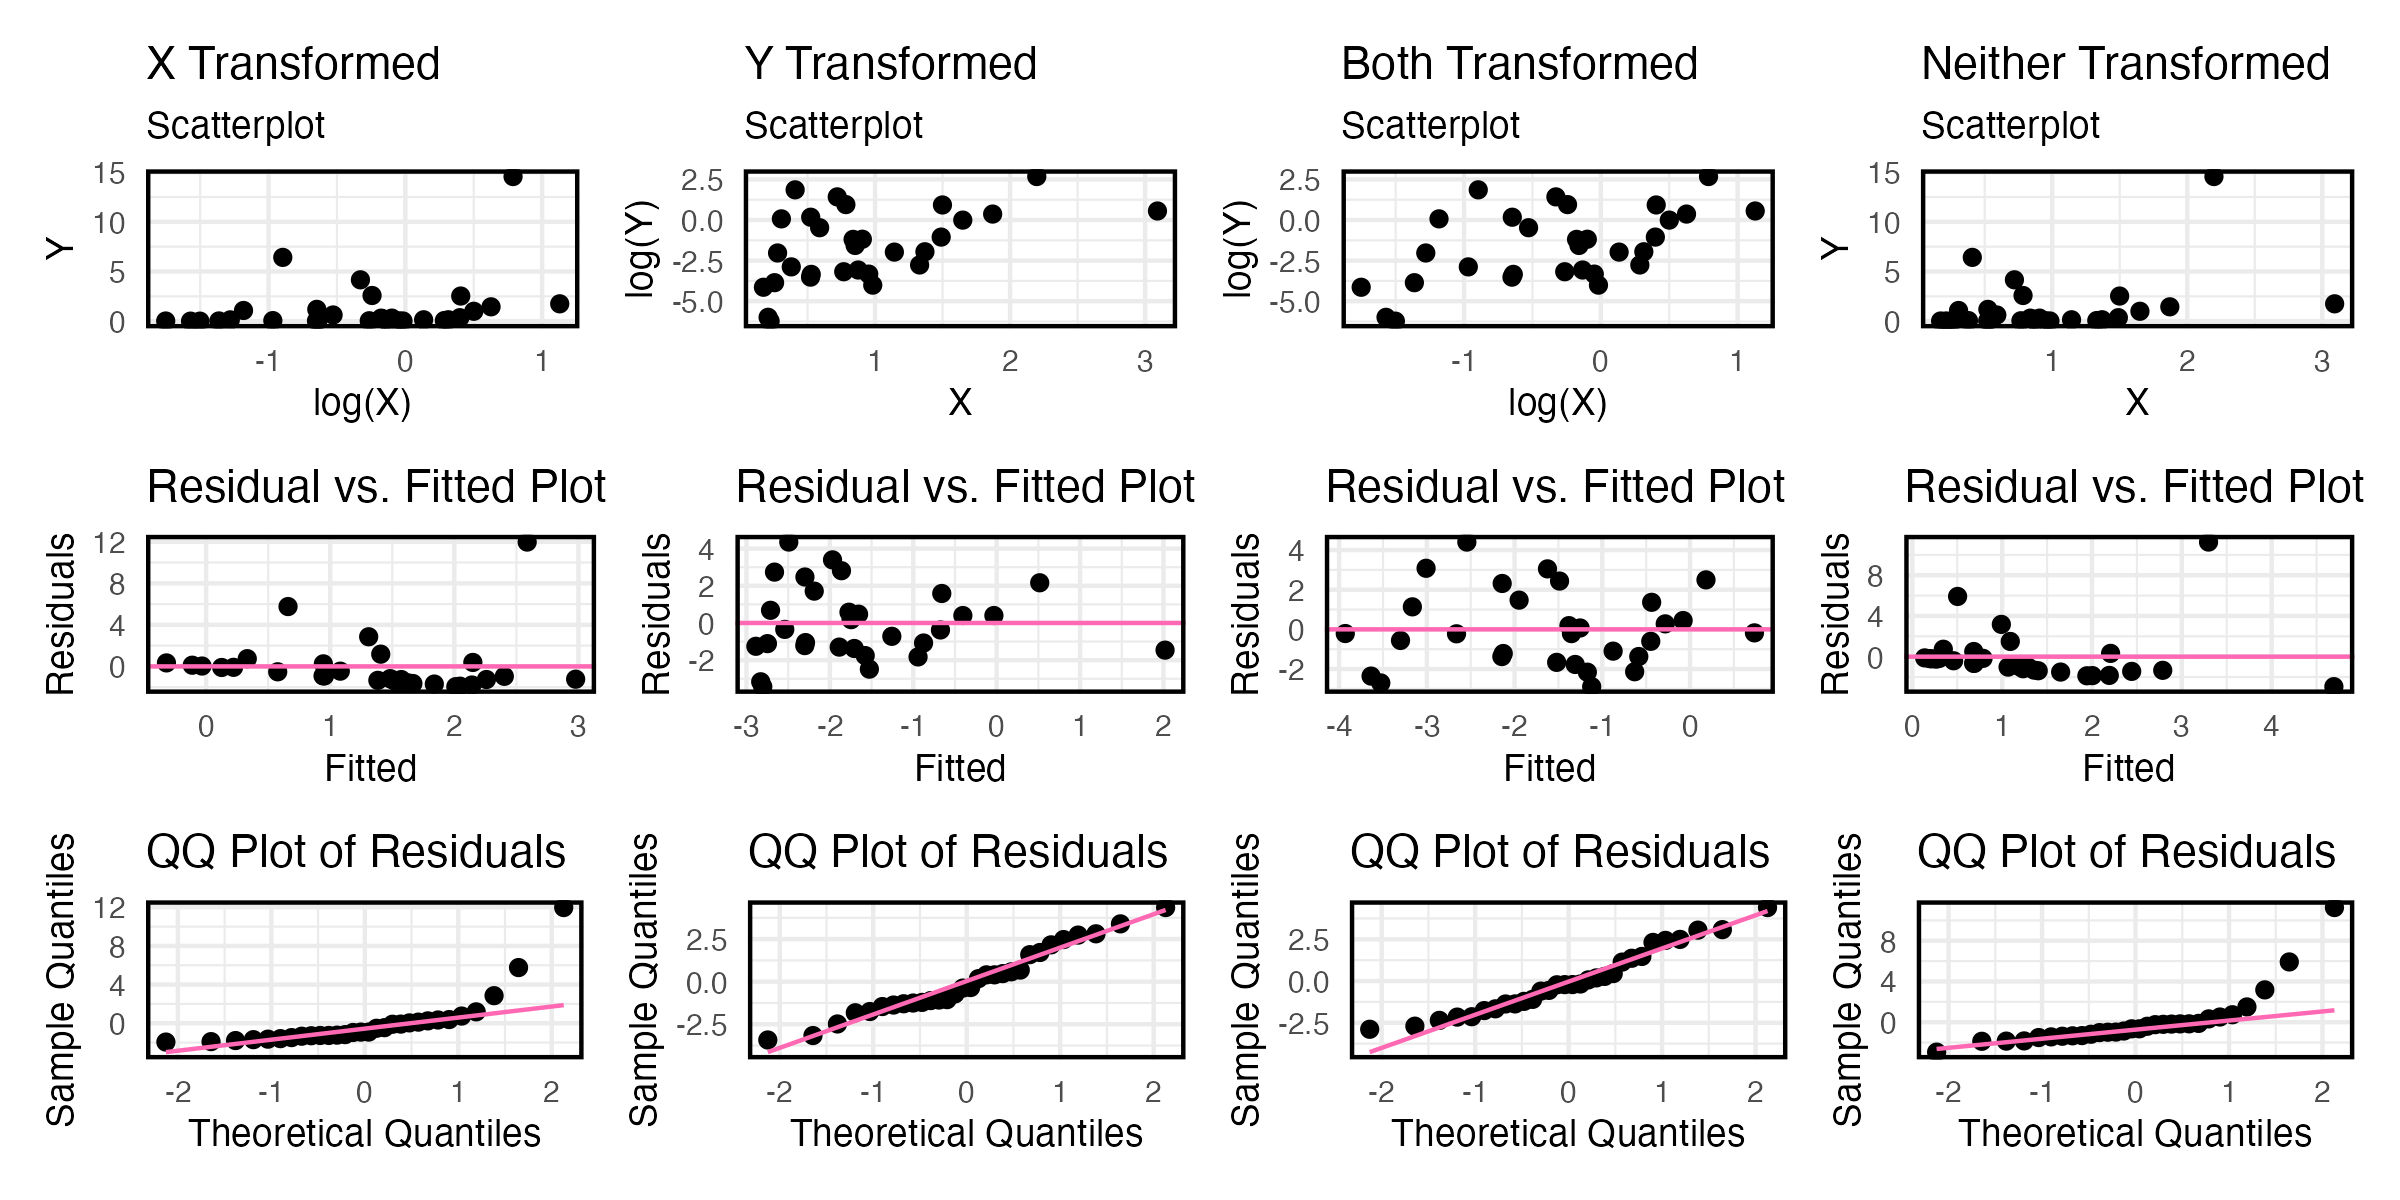 X Transformed
Scatterplot
15
10
5
0
Y
-1 0 1
log(X)
Y Transformed
Scatterplot
2.5
0.0
-2.5
-5.0
log(Y)
1 2 3
X
Both Transformed
Scatterplot
2.5
0.0
-2.5
-5.0
log(Y)
-1 0 1
log(X)
Neither Transformed
Scatterplot
15
10
5
0
Y
1 2 3
X
Residual vs. Fitted Plot
12
8
4
0
Residuals
0 1 2 3
Fitted
Residual vs. Fitted Plot
4
2
0
-2
Residuals
-3 -2 -1 0 1 2
Fitted
Residual vs. Fitted Plot
4
2
0
-2
Residuals
-4 -3 -2 -1 0
Fitted
Residual vs. Fitted Plot
8
4
0
Residuals
0 1 2 3 4
Fitted
QQ Plot of Residuals
12
8
4
0
Sample Quantiles
-2 -1 0 1 2
Theoretical Quantiles
QQ Plot of Residuals
2.5
0.0
-2.5
Sample Quantiles
-2 -1 0 1 2
Theoretical Quantiles
QQ Plot of Residuals
2.5
0.0
-2.5
Sample Quantiles
-2 -1 0 1 2
Theoretical Quantiles
QQ Plot of Residuals
8
4
0
Sample Quantiles
-2 -1 0 1 2
Theoretical Quantiles